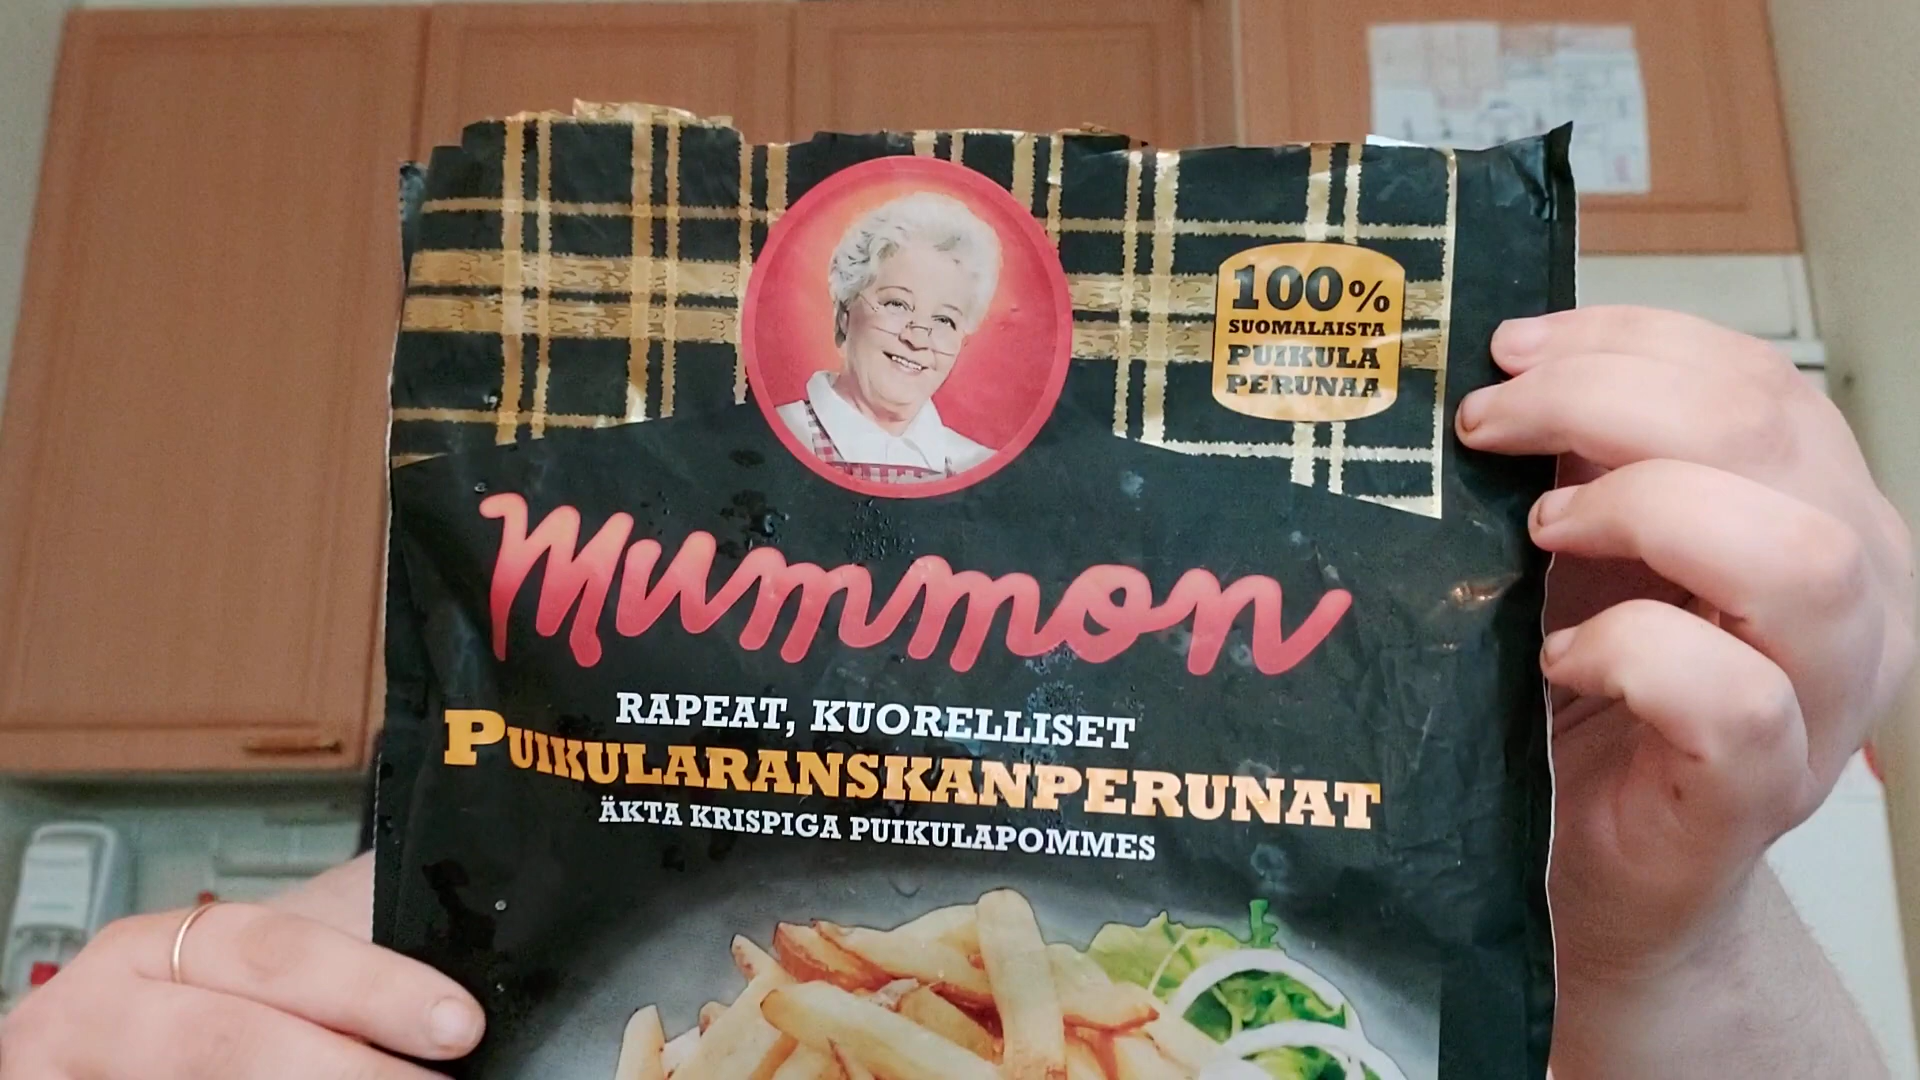 100%
SUOMALAISTA
PUIKULA
PERUNAA
Mummon
RAPEAT, KUORELLISET
PUIKULARANSKANPERUNAT
ÄKTA KRISPIGA PUIKULAPOMMES